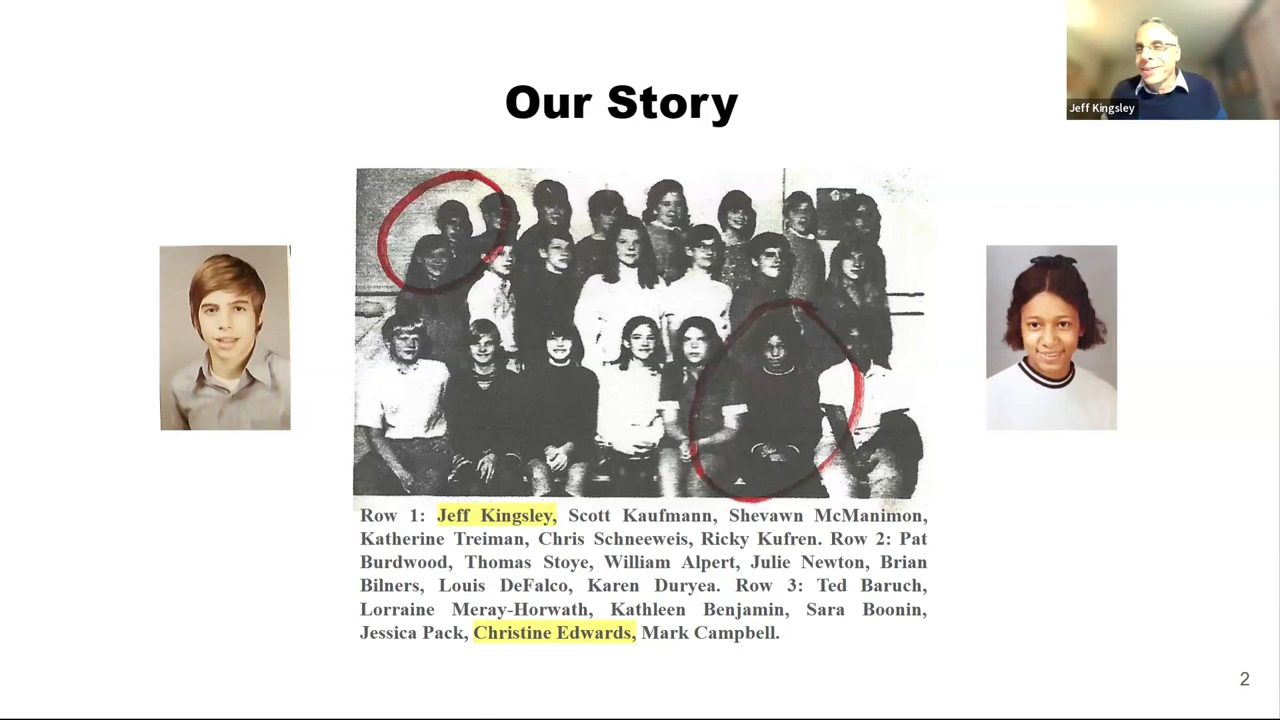 Our Story
Jeff Kingsley
Row 1: Jeff Kingsley, Scott Kaufmann, Shevawn McManimon,
Katherine Treiman, Chris Schneeweis, Ricky Kufren. Row 2: Pat
Burdwood, Thomas Stoye, William Alpert, Julie Newton, Brian
Bilners, Louis DeFalco, Karen Duryea. Row 3: Ted Baruch,
Lorraine Meray-Horwath, Kathleen Benjamin, Sara Boonin,
Jessica Pack, Christine Edwards, Mark Campbell.
2